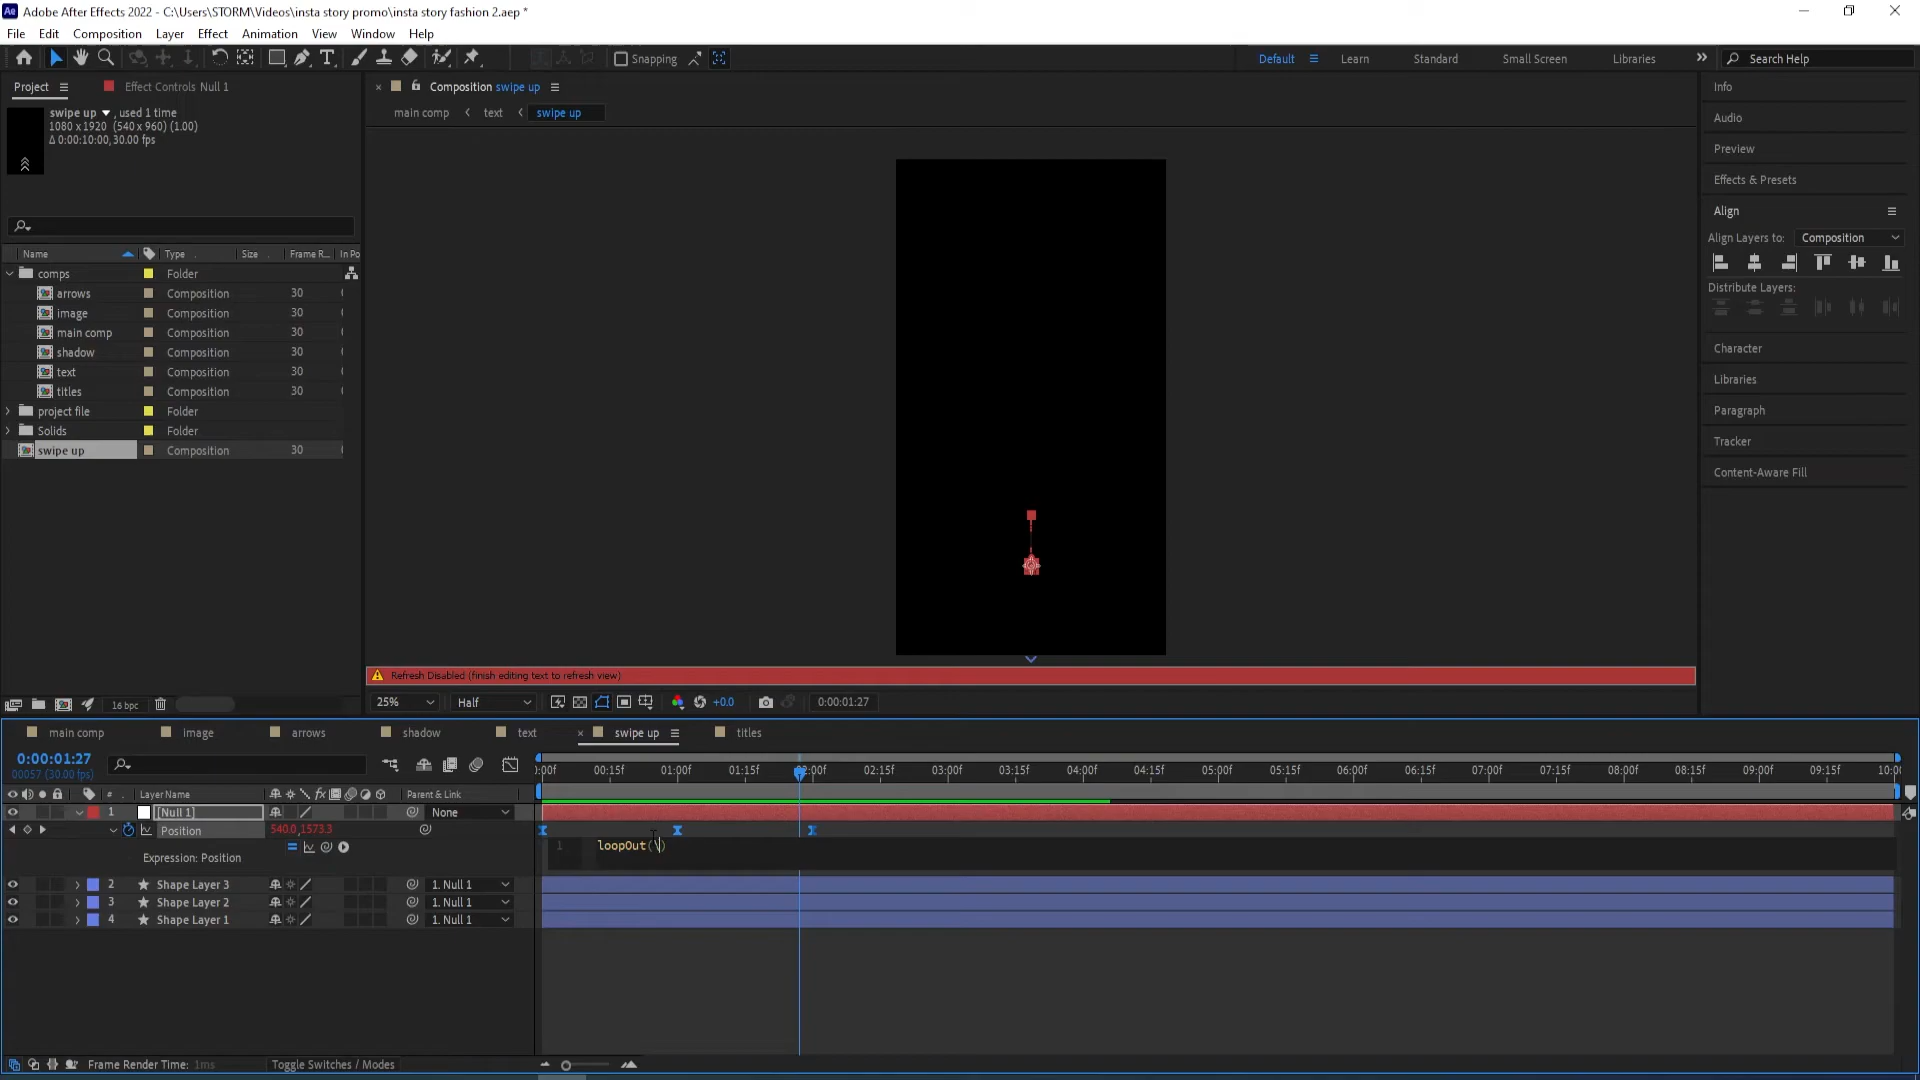 Adobe After Effects 2022 - C:\Users\STORM\Videos\insta story promo\insta story fashion 2.aep *
File Edit Composition Layer Effect Animation View Window Help
Snapping
Default Learn Standard Small Screen Libraries Search Help
Project Effect Controls Null 1
swipe up , used 1 time
1080 x 1920 (540 x 960) (1.00)
Δ 0:00:10:00, 30.00 fps
Composition swipe up
main comp text swipe up
Name Type Size Frame R... In Po
comps Folder
arrows Composition 30
image Composition 30
main comp Composition 30
shadow Composition 30
text Composition 30
titles Composition 30
project file Folder
Solids Folder
swipe up Composition 30
16 bpc
Refresh Disabled (finish editing text to refresh view)
25% Half +0.0 0:00:01:27
Info
Audio
Preview
Effects & Presets
Align
Align Layers to: Composition
Distribute Layers:
Character
Libraries
Paragraph
Tracker
Content-Aware Fill
main comp image arrows shadow text swipe up titles
0:00:01:27
00057 (30.00 fps)
:00f 00:15f 01:00f 01:15f 02:00f 02:15f 03:00f 03:15f 04:00f 04:15f 05:00f 05:15f 06:00f 06:15f 07:00f 07:15f 08:00f 08:15f 09:00f 09:15f 10:00
# Layer Name Parent & Link
1 [Null 1] None
Position 540.0,1573.3
Expression: Position
1 loopOut(\)
2 Shape Layer 3 1. Null 1
3 Shape Layer 2 1. Null 1
4 Shape Layer 1 1. Null 1
Frame Render Time: 1ms Toggle Switches / Modes